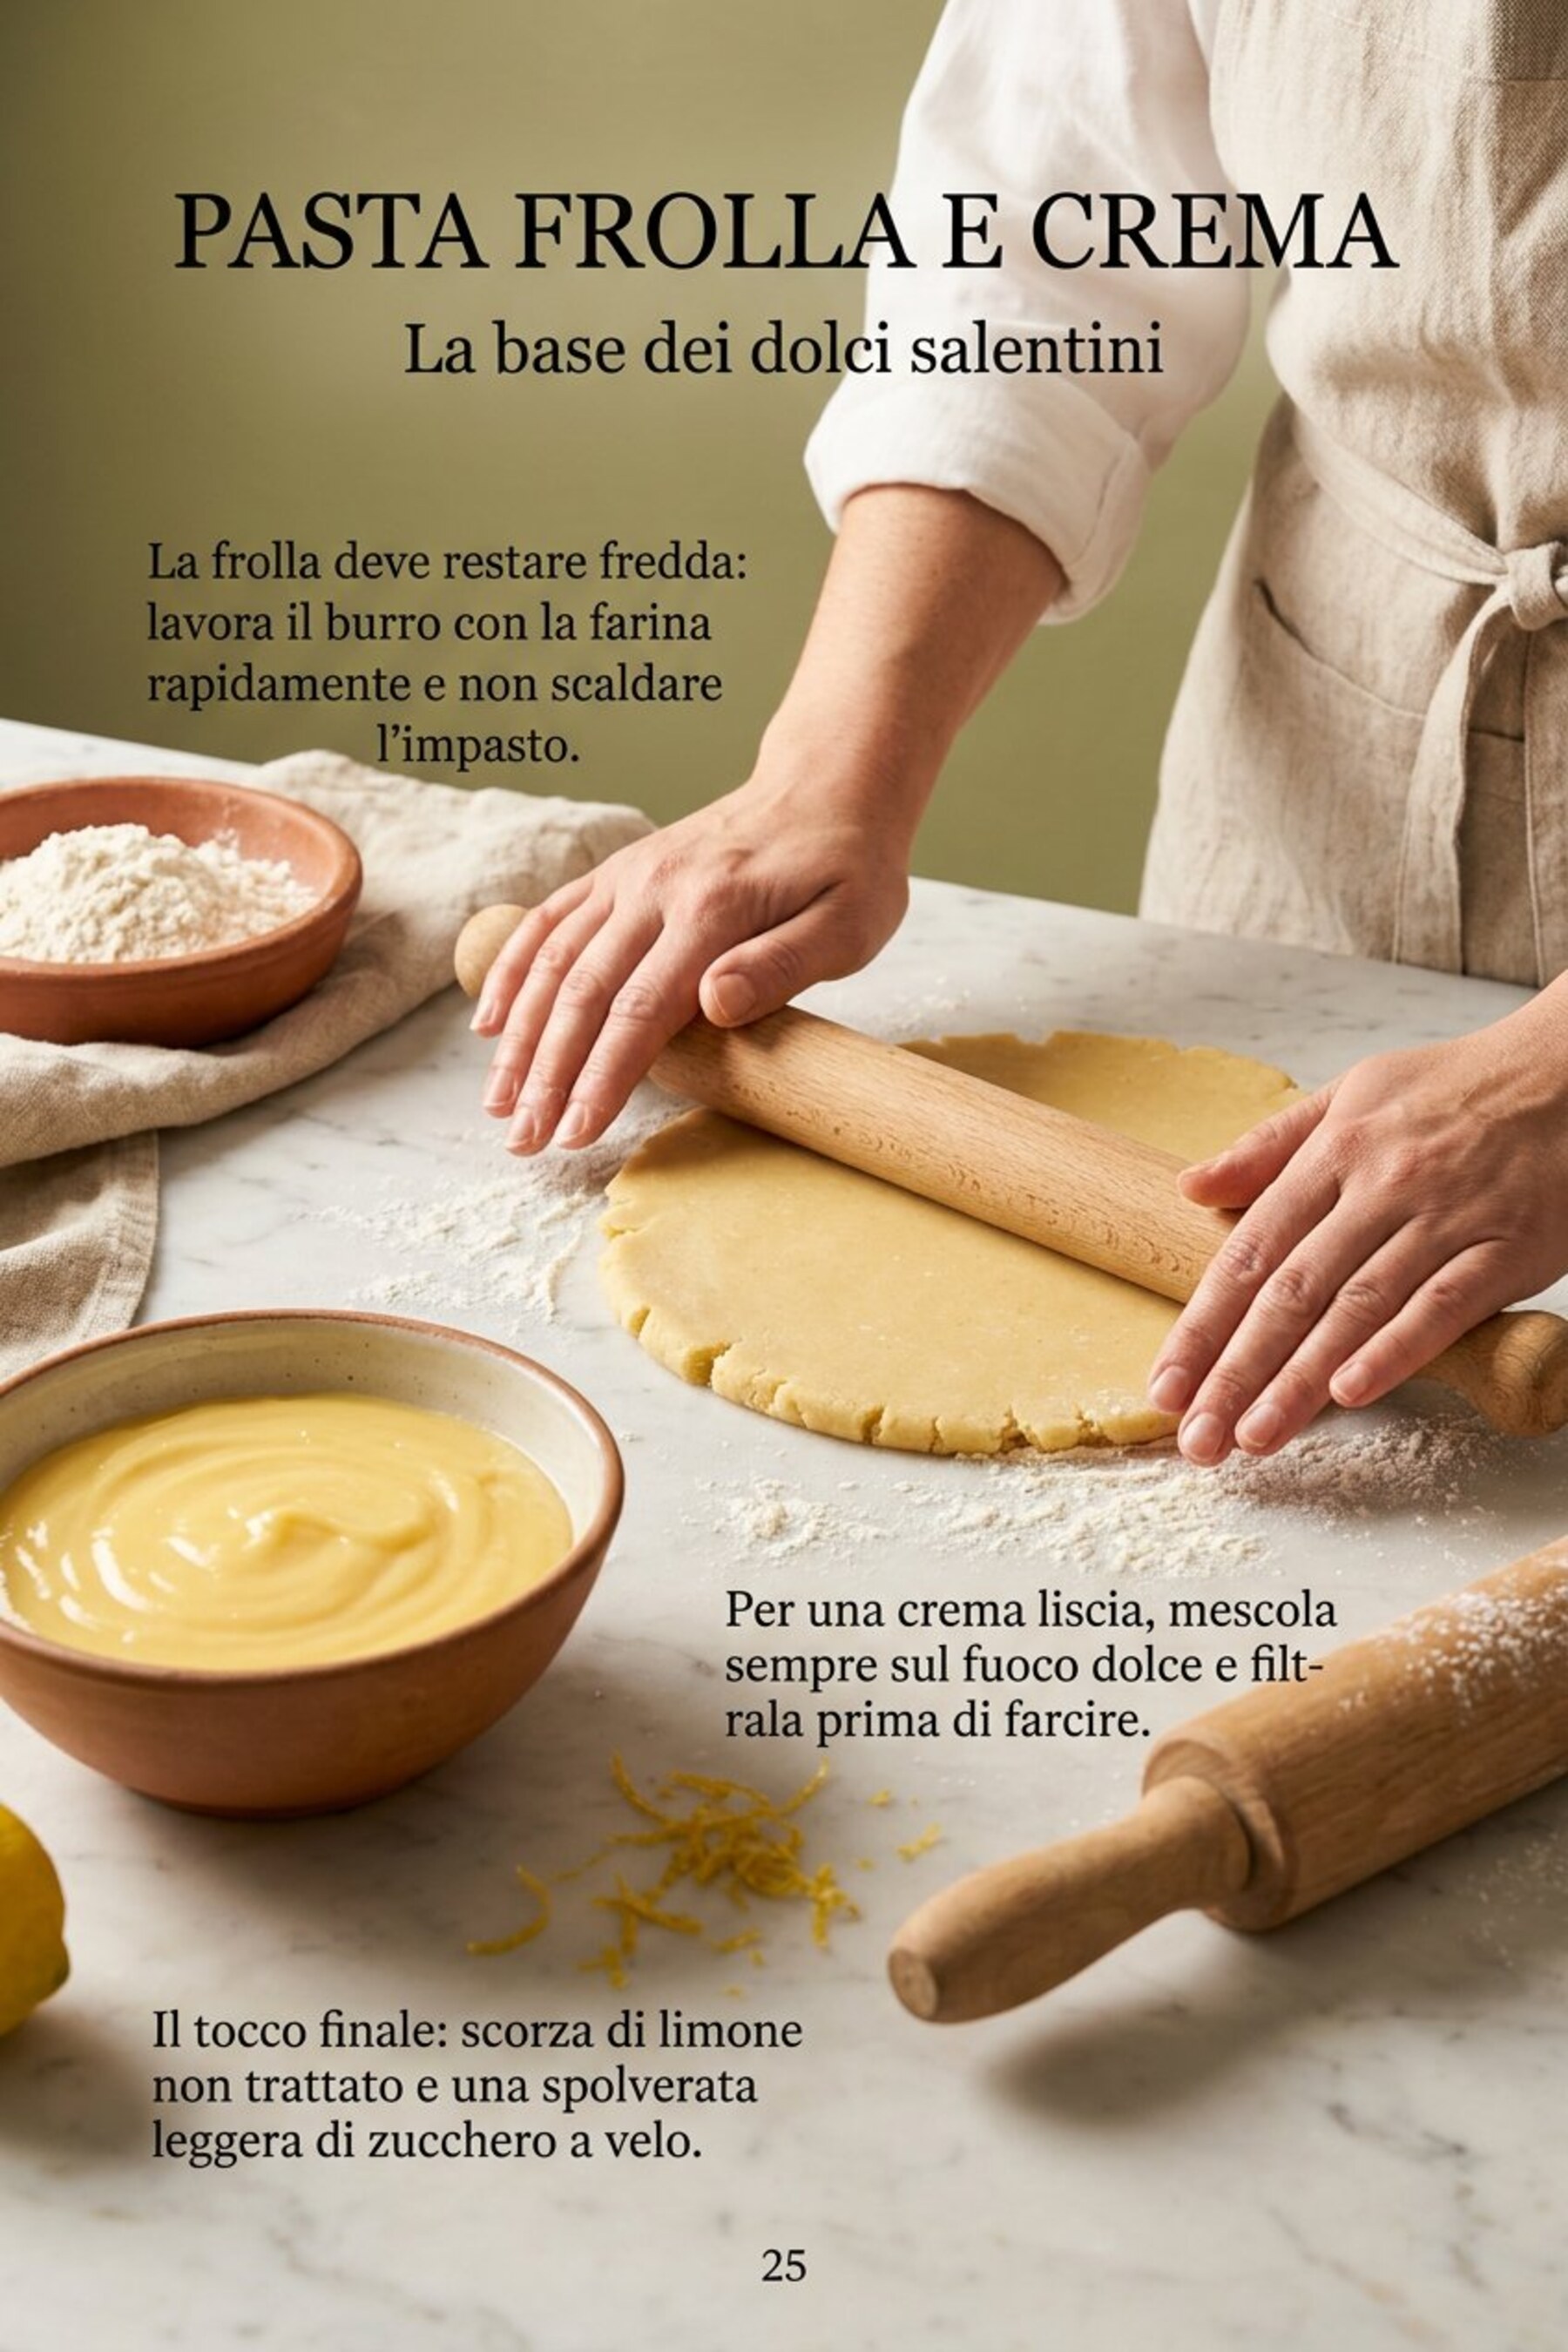 PASTA FROLLA E CREMA
La base dei dolci salentini
La frolla deve restare fredda:
lavora il burro con la farina
rapidamente e non scaldare
l’impasto.
Per una crema liscia, mescola
sempre sul fuoco dolce e filt-
rala prima di farcire.
Il tocco finale: scorza di limone
non trattato e una spolverata
leggera di zucchero a velo.
25